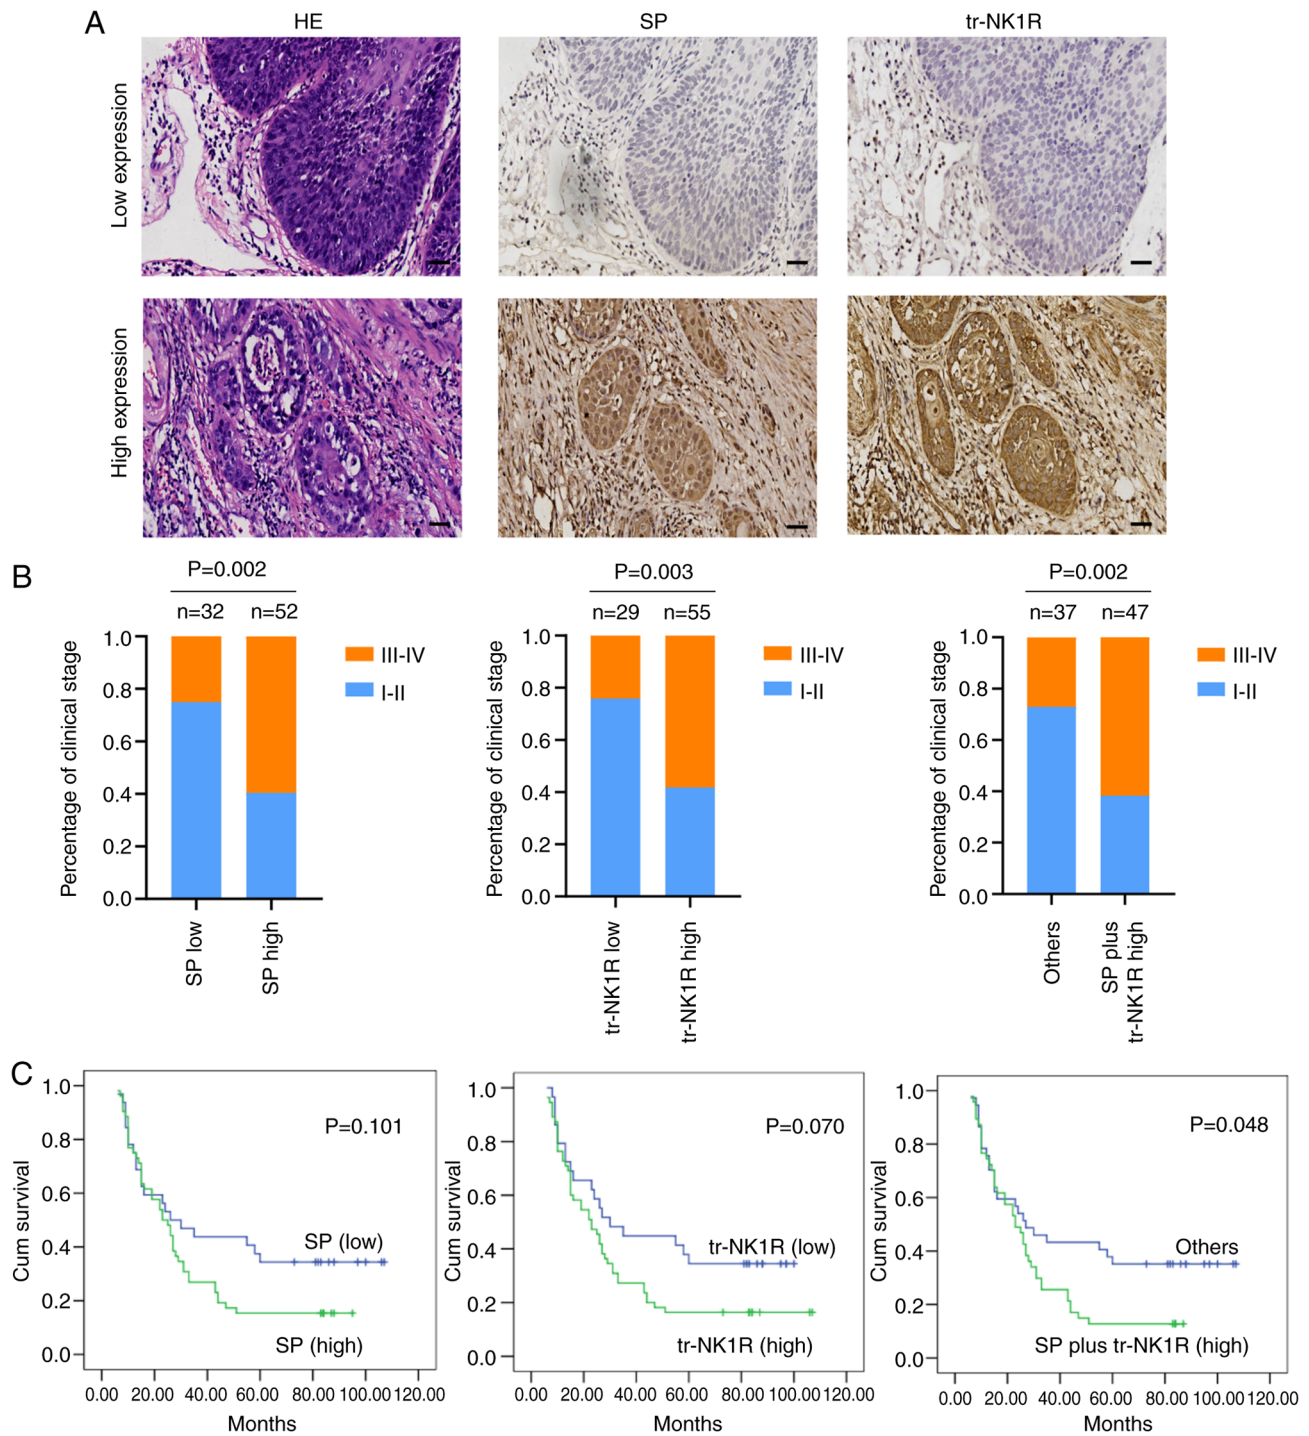 A
HE
SP
tr-NK1R
Low expression
High expression
B
P=0.002
n=32
n=52
Percentage of clinical stage
1.0
0.8
0.6
0.4
0.2
0.0
III-IV
I-II
SP low
SP high
P=0.003
n=29
n=55
Percentage of clinical stage
1.0
0.8
0.6
0.4
0.2
0.0
III-IV
I-II
tr-NK1R low
tr-NK1R high
P=0.002
n=37
n=47
Percentage of clinical stage
1.0
0.8
0.6
0.4
0.2
0.0
III-IV
I-II
Others
SP plus
tr-NK1R high
C
Cum survival
1.0
0.8
0.6
0.4
0.2
0.0
P=0.101
SP (low)
SP (high)
0.00 20.00 40.00 60.00 80.00 100.00 120.00
Months
Cum survival
1.0
0.8
0.6
0.4
0.2
0.0
P=0.070
tr-NK1R (low)
tr-NK1R (high)
0.00 20.00 40.00 60.00 80.00 100.00 120.00
Months
Cum survival
1.0
0.8
0.6
0.4
0.2
0.0
P=0.048
Others
SP plus tr-NK1R (high)
0.00 20.00 40.00 60.00 80.00 100.00 120.00
Months